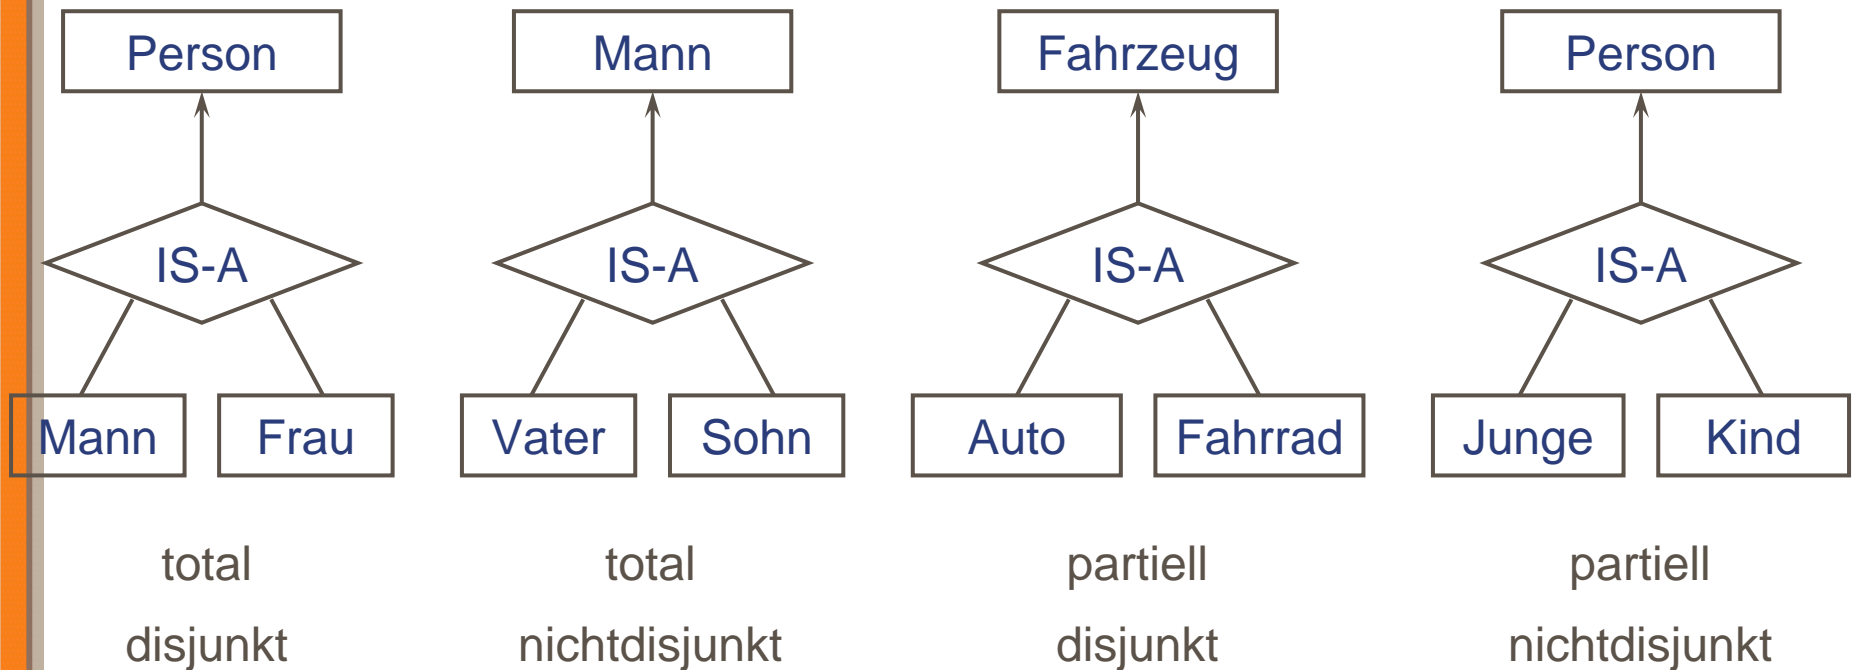 Person Mann Fahrzeug Person
IS-A IS-A IS-A IS-A
Mann Frau Vater Sohn Auto Fahrrad Junge Kind
total total partiell partiell
disjunkt nichtdisjunkt disjunkt nichtdisjunkt